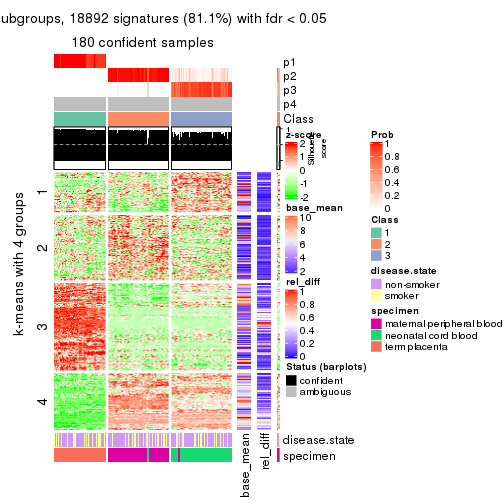 ubgroups, 18892 signatures (81.1%) with fdr < 0.05
180 confident samples
p1
p2
p3
p4
Class
1
Silhouette
score
k-means with 4 groups
1
2
3
4
base_mean
rel_diff
disease.state
specimen
z-score
2
1
0
-1
-2
base_mean
10
8
6
4
2
rel_diff
1
0.8
0.6
0.4
0.2
0
Status (barplots)
confident
ambiguous
Prob
1
0.8
0.6
0.4
0.2
0
Class
1
2
3
disease.state
non-smoker
smoker
specimen
maternal peripheral blood
neonatal cord blood
term placenta